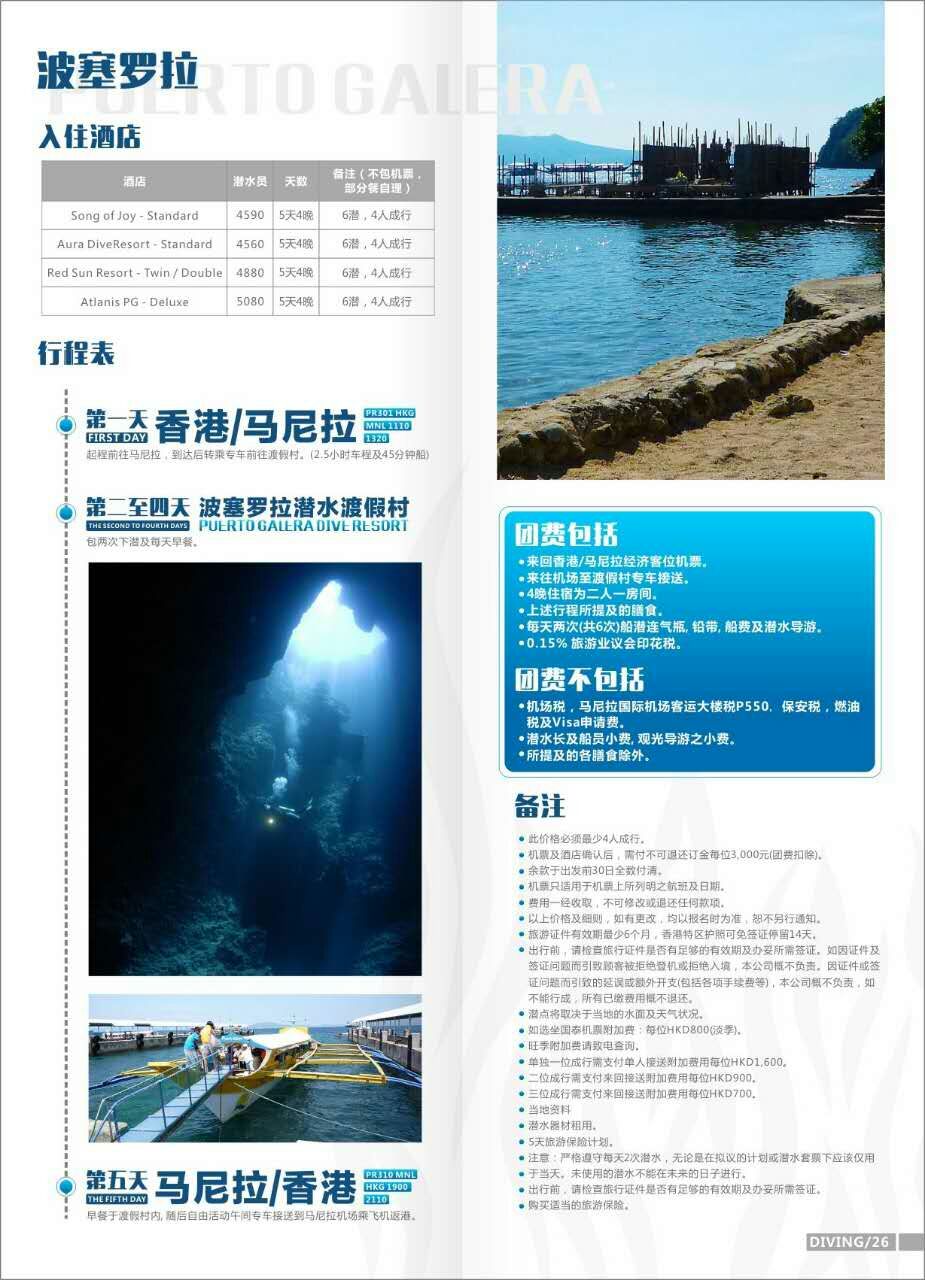 波塞罗拉
PUERTO GALERA
入住酒店
酒店 潜水员 天数 备注（不包机票，部分餐自理）
Song of Joy - Standard 4590 5天4晚 6潜，4人成行
Aura DiveResort - Standard 4560 5天4晚 6潜，4人成行
Red Sun Resort - Twin / Double 4880 5天4晚 6潜，4人成行
Atlanis PG - Deluxe 5080 5天4晚 6潜，4人成行
行程表
第一天 香港/马尼拉 PR301 HKG
FIRST DAY MNL 1110
1320
起程前往马尼拉，到达后转乘专车前往渡假村。(2.5小时车程及45分钟船)
第二至四天 波塞罗拉潜水渡假村
THE SECOND TO FOURTH DAYS PUERTO GALERA DIVE RESORT
包两次下潜及每天早餐。
第五天 马尼拉/香港 PR310 MNL
THE FIFTH DAY HKG 1900
2110
早餐于渡假村内, 随后自由活动午间专车接送到马尼拉机场乘飞机返港。
团费包括
•来回香港/马尼拉经济客位机票。
•来往机场至渡假村专车接送。
•4晚住宿为二人一房间。
•上述行程所提及的膳食。
•每天两次(共6次)船潜连气瓶, 铅带, 船费及潜水导游。
•0.15% 旅游业议会印花税。
团费不包括
•机场税，马尼拉国际机场客运大楼税P550，保安税，燃油
税及Visa申请费。
•潜水长及船员小费, 观光导游之小费。
•所提及的各膳食除外。
备注
•此价格必须最少4人成行。
•机票及酒店确认后，需付不可退还订金每位3,000元(团费扣除)。
•余款于出发前30日全数付清。
•机票只适用于机票上所列明之航班及日期。
•费用一经收取，不可修改或退还任何款项。
•以上价格及细则，如有更改，均以报名时为准，恕不另行通知。
•旅游证件有效期最少6个月，香港特区护照可免签证停留14天。
•出行前，请检查旅行证件是否有足够的有效期及办妥所需签证。如因证件及
签证问题而引致顾客被拒绝登机或拒绝入境，本公司概不负责。因证件或签
证问题而引致的延误或额外开支(包括各项手续费等)，本公司概不负责，如
不能行成，所有已缴费用概不退还。
•潜点将取决于当地的水面及天气状况。
•如选坐国泰机票附加费：每位HKD800(淡季)。
•旺季附加费请致电查询。
•单独一位成行需支付单人接送附加费用每位HKD1,600。
•二位成行需支付来回接送附加费用每位HKD900。
•三位成行需支付来回接送附加费用每位HKD700。
•当地资料
•潜水器材租用。
•5天旅游保险计划。
•注意：严格遵守每天2次潜水，无论是在拟议的计划或潜水套票下应该仅用
•于当天。未使用的潜水不能在未来的日子进行。
•出行前，请检查旅行证件是否有足够的有效期及办妥所需签证。
•购买适当的旅游保险。
DIVING/26